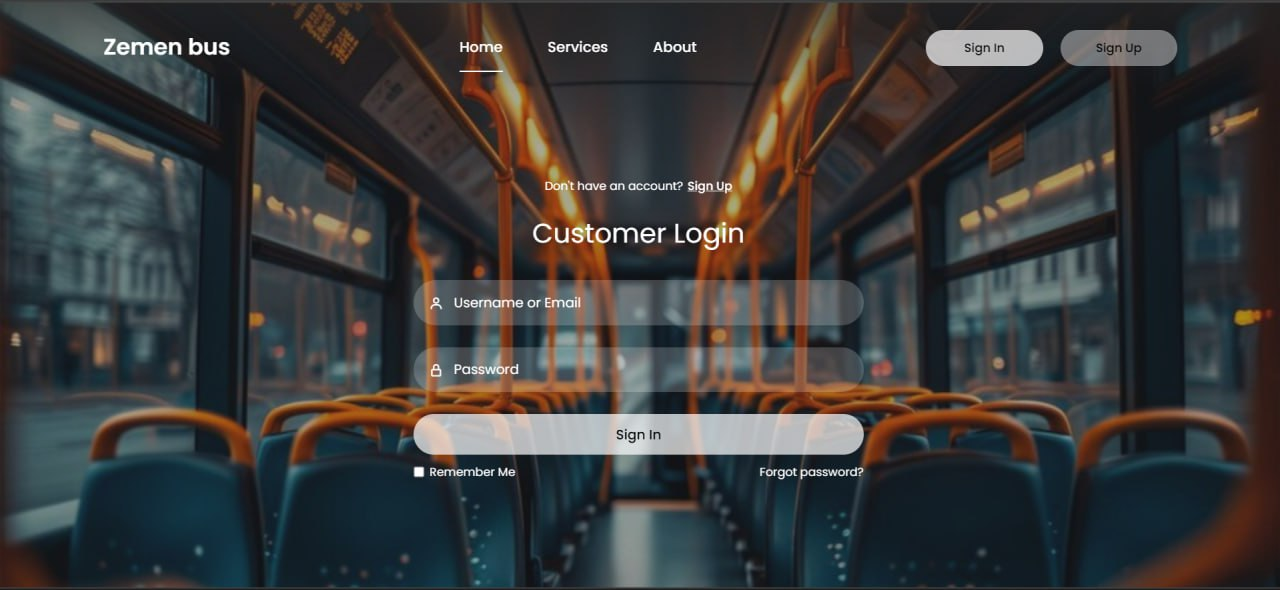 Zemen bus
Home Services About
Sign In Sign Up
Don't have an account? Sign Up
Customer Login
Username or Email
Password
Sign In
Remember Me Forgot password?